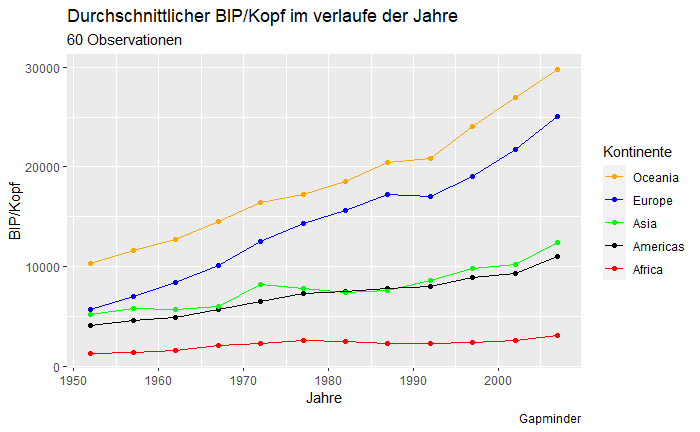 Durchschnittlicher BIP/Kopf im verlaufe der Jahre
60 Observationen
30000
20000
10000
0
BIP/Kopf
1950 1960 1970 1980 1990 2000
Jahre
Kontinente
Oceania
Europe
Asia
Americas
Africa
Gapminder